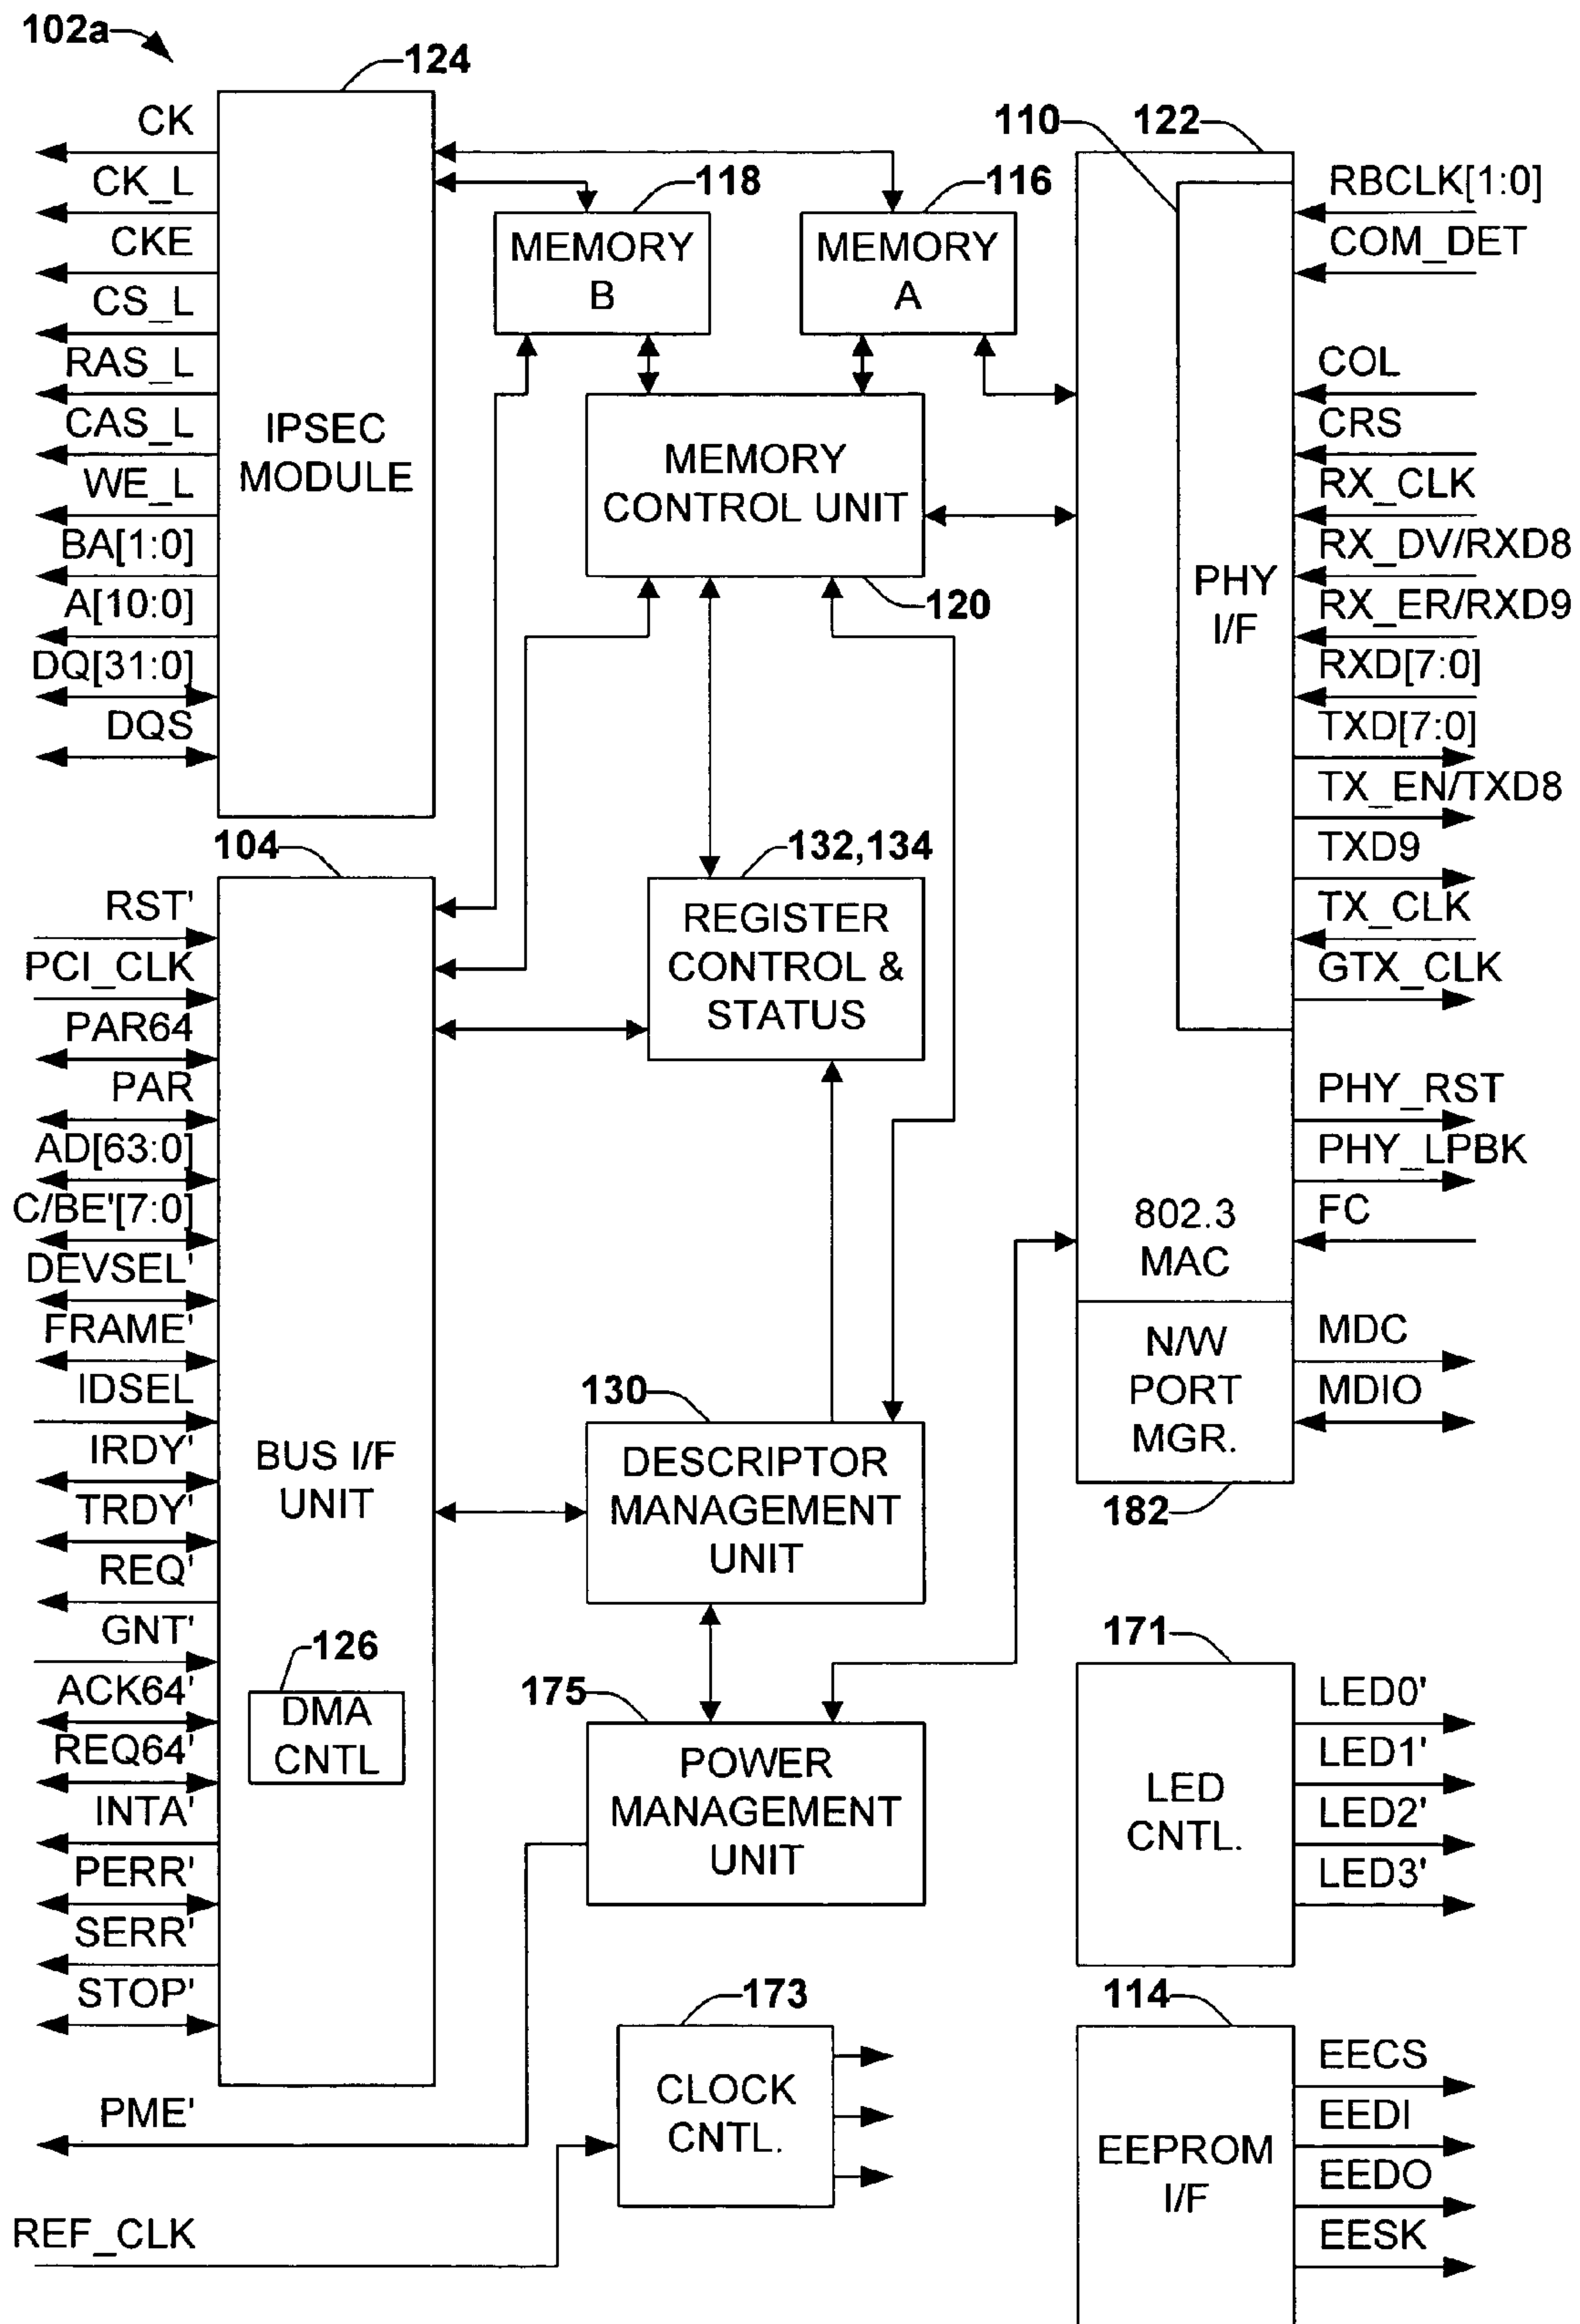 102a
124
CK
CK_L
CKE
CS_L
RAS_L
CAS_L
WE_L
BA[1:0]
A[10:0]
DQ[31:0]
DQS
IPSEC
MODULE
118
MEMORY
B
116
MEMORY
A
MEMORY
CONTROL UNIT
120
110
122
PHY
I/F
RBCLK[1:0]
COM_DET
COL
CRS
RX_CLK
RX_DV/RXD8
RX_ER/RXD9
RXD[7:0]
TXD[7:0]
TX_EN/TXD8
TXD9
TX_CLK
GTX_CLK
PHY_RST
PHY_LPBK
FC
802.3
MAC
N/W
PORT
MGR.
182
MDC
MDIO
104
RST'
PCI_CLK
PAR64
PAR
AD[63:0]
C/BE'[7:0]
DEVSEL'
FRAME'
IDSEL
IRDY'
TRDY'
REQ'
GNT'
ACK64'
REQ64'
INTA'
PERR'
SERR'
STOP'
BUS I/F
UNIT
126
DMA
CNTL
132,134
REGISTER
CONTROL &
STATUS
130
DESCRIPTOR
MANAGEMENT
UNIT
175
POWER
MANAGEMENT
UNIT
171
LED
CNTL.
LED0'
LED1'
LED2'
LED3'
PME'
REF_CLK
173
CLOCK
CNTL.
114
EEPROM
I/F
EECS
EEDI
EEDO
EESK